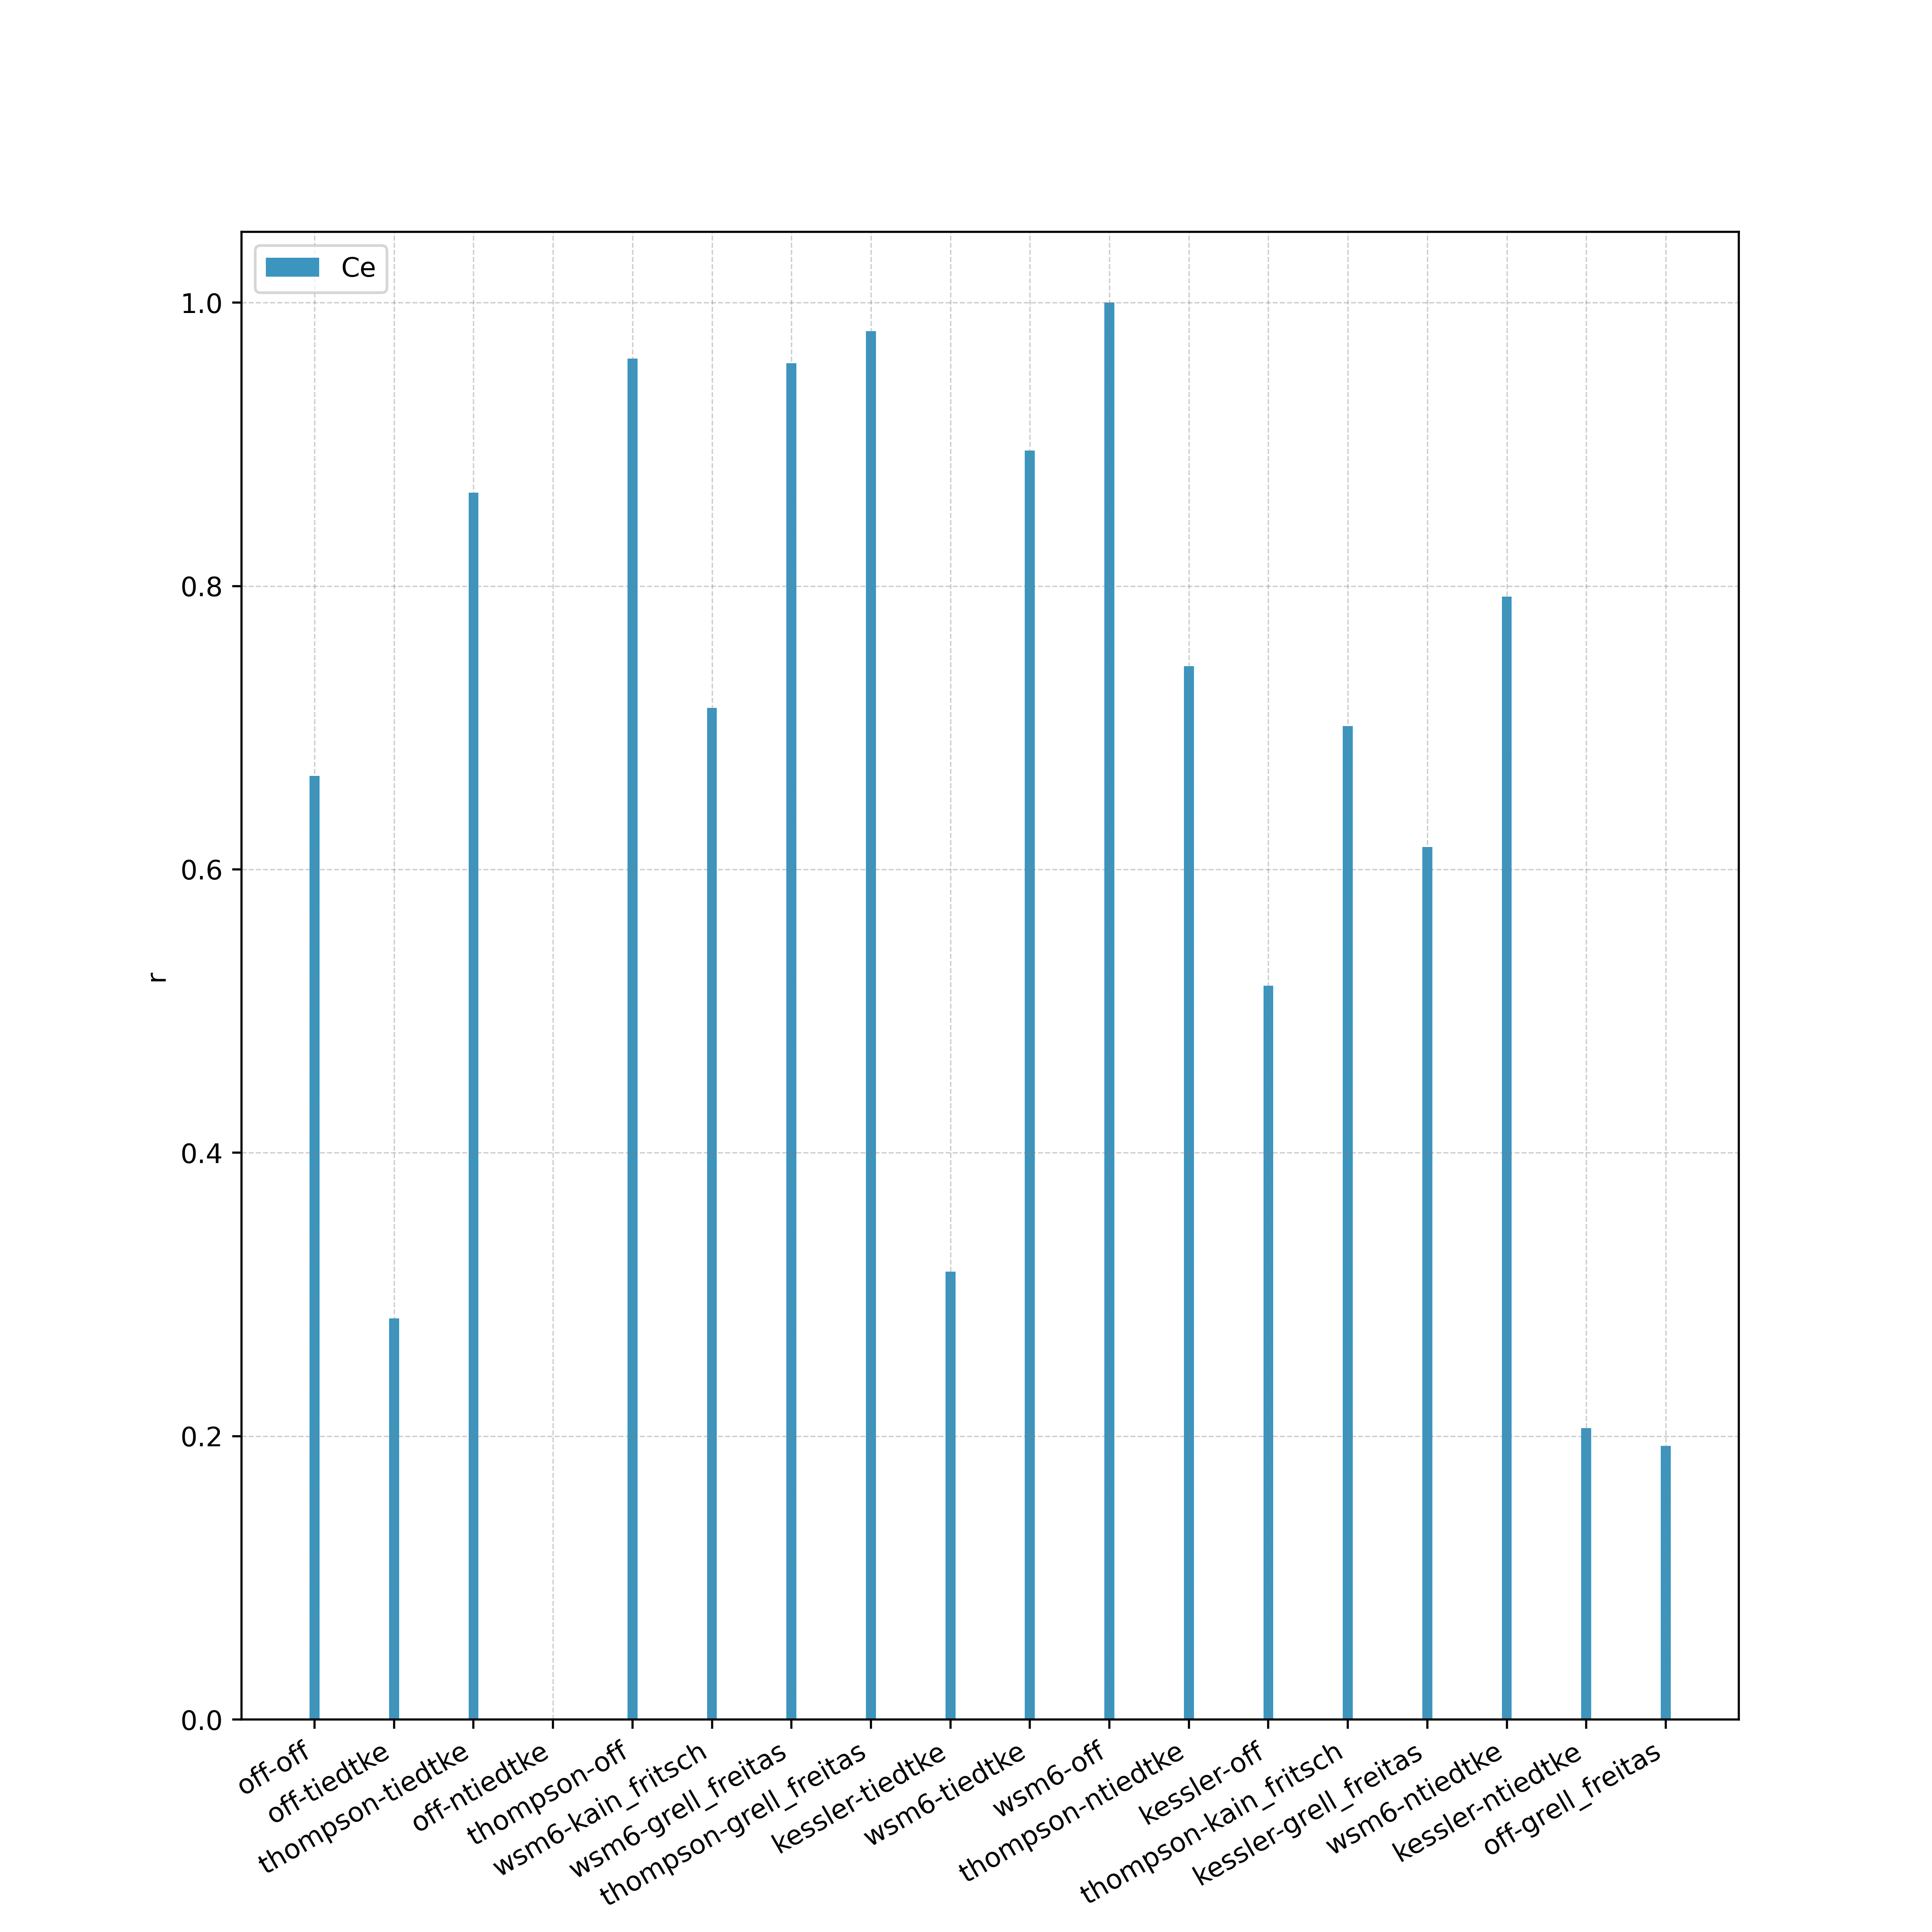 Ce
1.0
0.8
0.6
0.4
0.2
0.0
r
off-off
off-tiedtke
thompson-tiedtke
off-ntiedtke
thompson-off
wsm6-kain_fritsch
wsm6-grell_freitas
thompson-grell_freitas
kessler-tiedtke
wsm6-tiedtke
wsm6-off
thompson-ntiedtke
kessler-off
thompson-kain_fritsch
kessler-grell_freitas
wsm6-ntiedtke
kessler-ntiedtke
off-grell_freitas